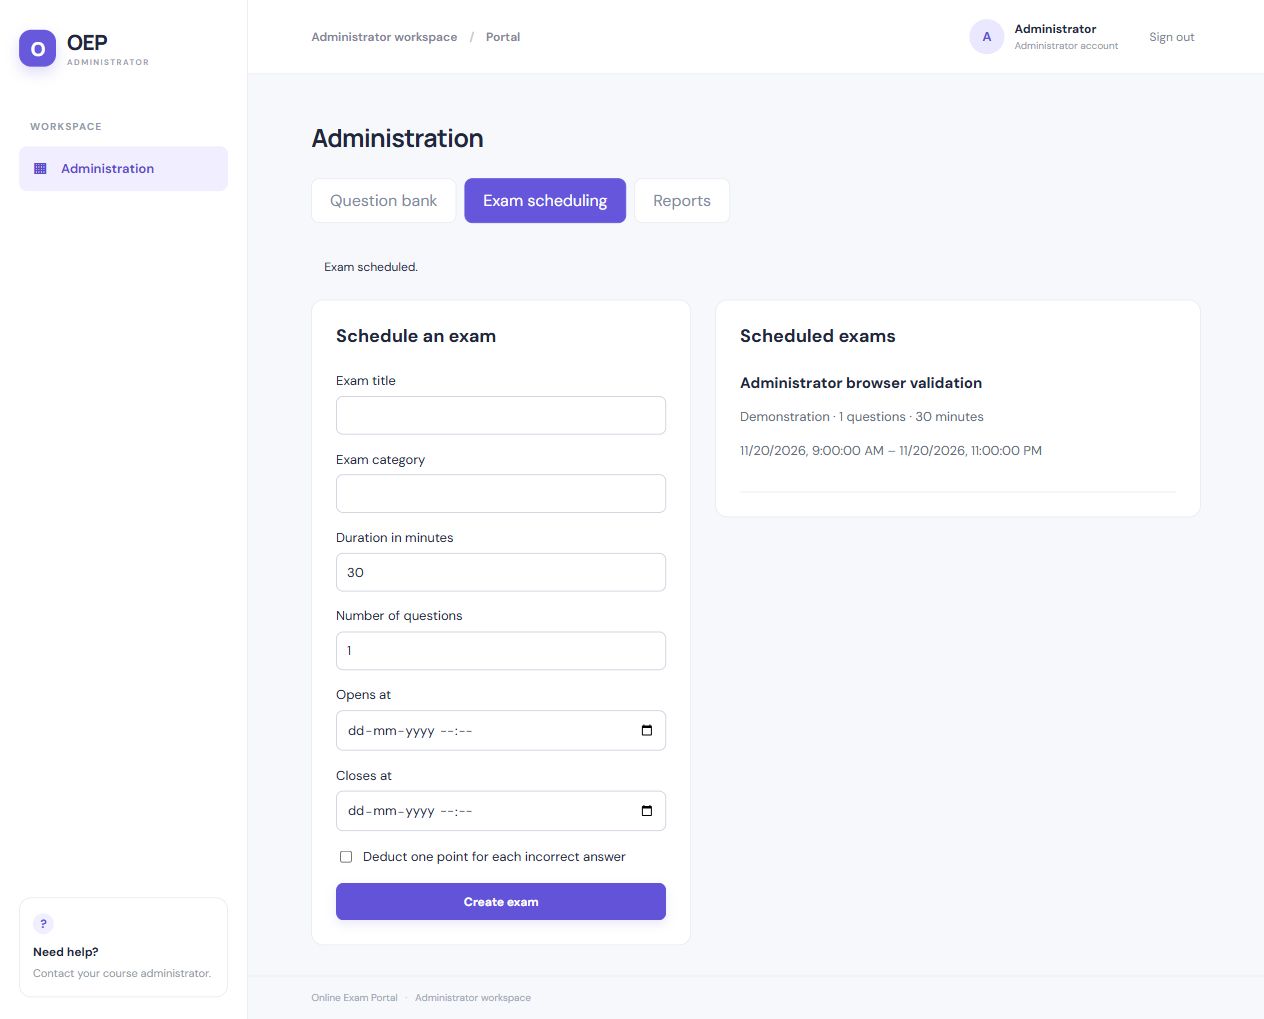 O
OEP
ADMINISTRATOR
WORKSPACE
Administration
?
Need help?
Contact your course administrator.
Administrator workspace / Portal
A
Administrator
Administrator account
Sign out
Administration
Question bank
Exam scheduling
Reports
Exam scheduled.
Schedule an exam
Exam title
Exam category
Duration in minutes
30
Number of questions
1
Opens at
dd-mm-yyyy --:--
Closes at
dd-mm-yyyy --:--
Deduct one point for each incorrect answer
Create exam
Scheduled exams
Administrator browser validation
Demonstration · 1 questions · 30 minutes
11/20/2026, 9:00:00 AM – 11/20/2026, 11:00:00 PM
Online Exam Portal · Administrator workspace